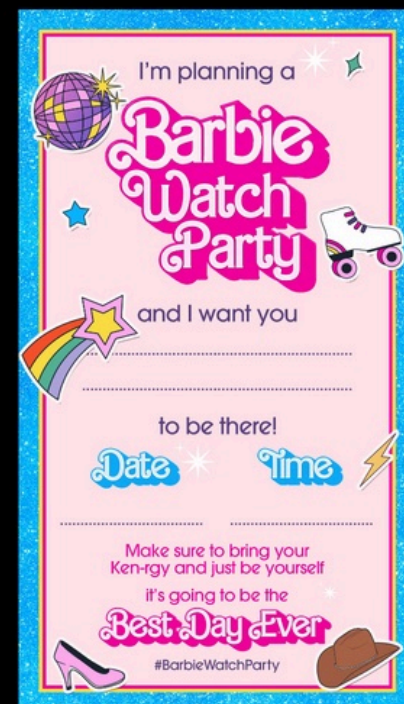 I'm planning a
Barbie
Watch
Party
and I want you
to be there!
Date Time
Make sure to bring your
Ken-rgy and just be yourself
it's going to be the
Best Day Ever
#BarbieWatchParty